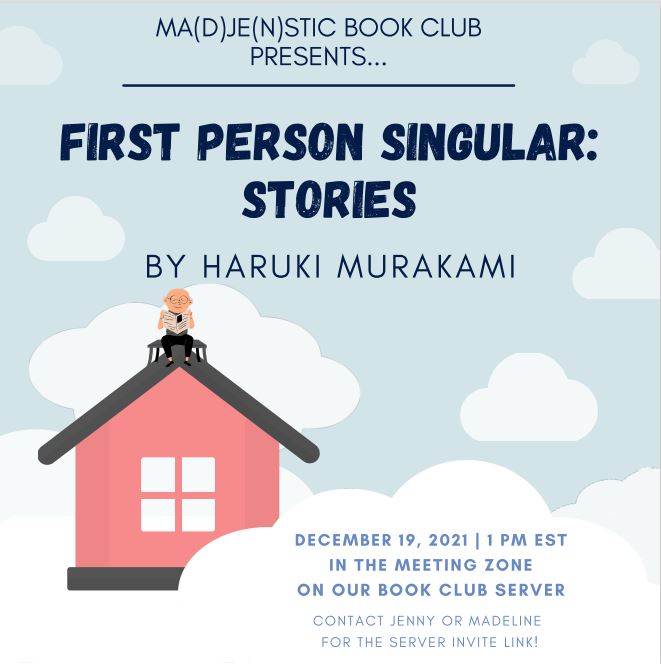 MA(D)JE(N)STIC BOOK CLUB
PRESENTS...
FIRST PERSON SINGULAR:
STORIES
BY HARUKI MURAKAMI
DECEMBER 19, 2021 | 1 PM EST
IN THE MEETING ZONE
ON OUR BOOK CLUB SERVER
CONTACT JENNY OR MADELINE
FOR THE SERVER INVITE LINK!